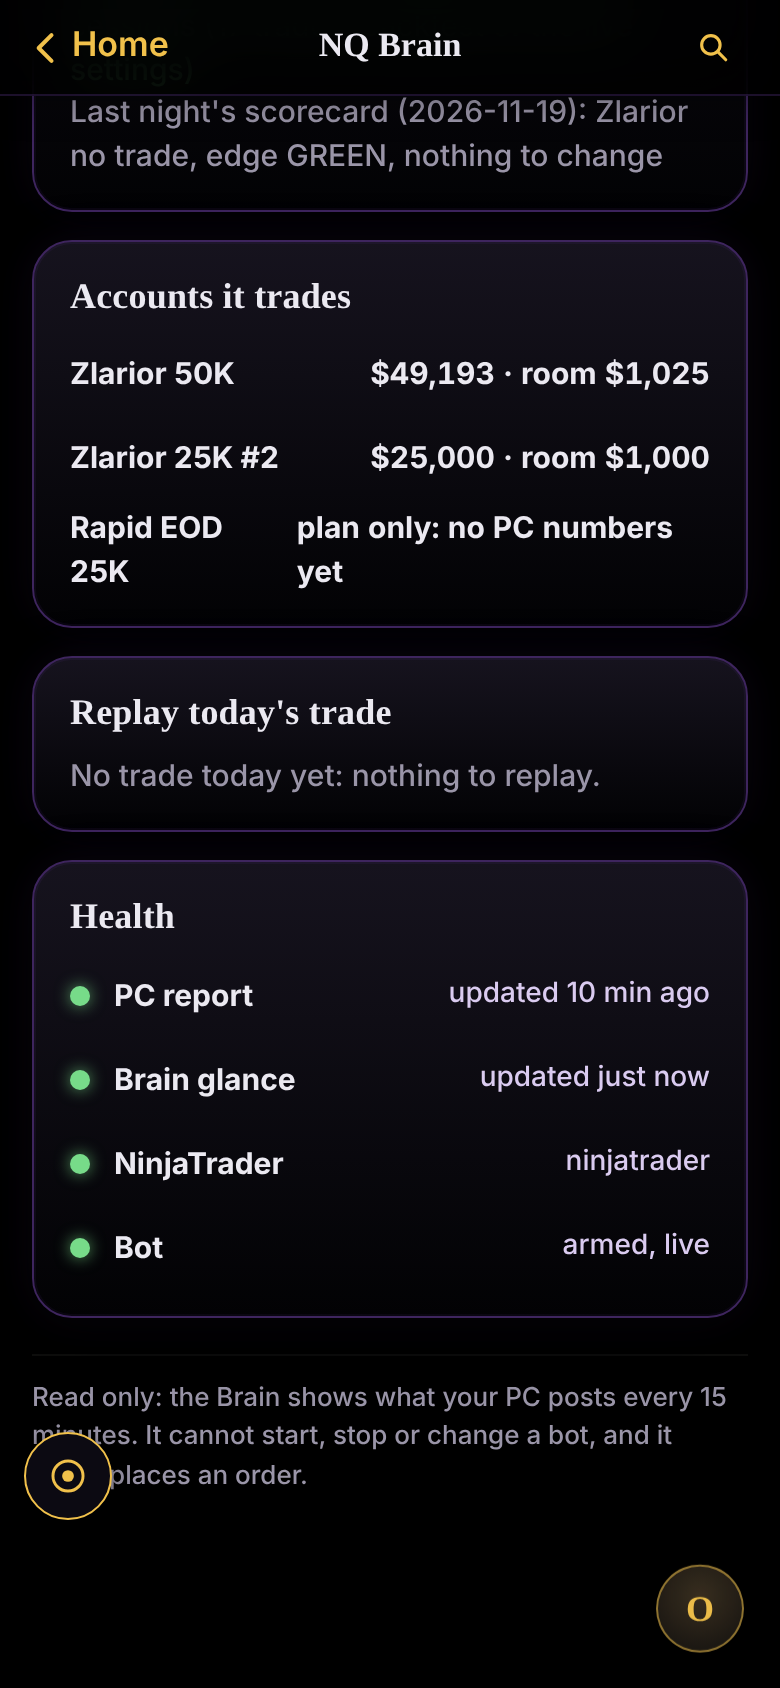 Home
NQ Brain
settings)
Last night's scorecard (2026-11-19): Zlarior
no trade, edge GREEN, nothing to change
Accounts it trades
Zlarior 50K $49,193 · room $1,025
Zlarior 25K #2 $25,000 · room $1,000
Rapid EOD 25K
plan only: no PC numbers yet
Replay today's trade
No trade today yet: nothing to replay.
Health
PC report updated 10 min ago
Brain glance updated just now
NinjaTrader ninjatrader
Bot armed, live
Read only: the Brain shows what your PC posts every 15
minutes. It cannot start, stop or change a bot, and it
places an order.
O